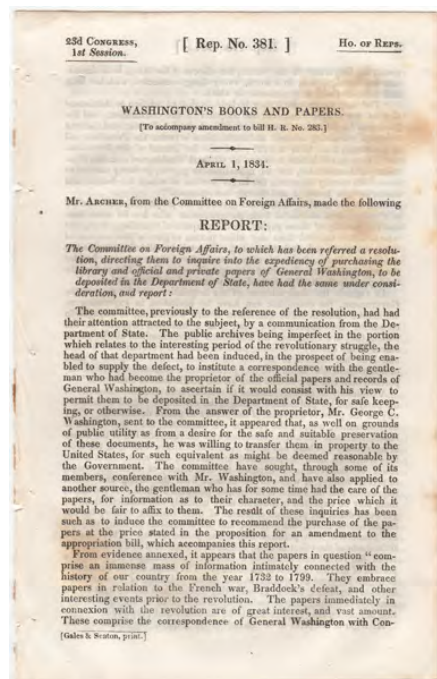 23d CONGRESS,
1st Session.
[ Rep. No. 381. ]
HO. OF REPS.
WASHINGTON'S BOOKS AND PAPERS.
[To accompany amendment to bill H. R. No. 283.]
APRIL 1, 1834.
Mr. ARCHER, from the Committee on Foreign Affairs, made the following
REPORT:
The Committee on Foreign Affairs, to which has been referred a resolu-
tion, directing them to inquire into the expediency of purchasing the
library and official and private papers of General Washington, to be
deposited in the Department of State, have had the same under consi-
deration, and report:
The committee, previously to the reference of the resolution, had had
their attention attracted to the subject, by a communication from the De-
partment of State. The public archives being imperfect in the portion
which relates to the interesting period of the revolutionary struggle, the
head of that department had been induced, in the prospect of being ena-
bled to supply the defect, to institute a correspondence with the gentle-
man who had become the proprietor of the official papers and records of
General Washington, to ascertain if it would consist with his view to
permit them to be deposited in the Department of State, for safe keep-
ing, or otherwise. From the answer of the proprietor, Mr. George C.
Washington, sent to the committee, it appeared that, as well on grounds
of public utility as from a desire for the safe and suitable preservation
of these documents, he was willing to transfer them in property to the
United States, for such equivalent as might be deemed reasonable by
the Government. The committee have sought, through some of its
members, conference with Mr. Washington, and have also applied to
another source, the gentleman who has for some time had the care of the
papers, for information as to their character, and the price which it
would be fair to affix to them. The result of these inquiries has been
such as to induce the committee to recommend the purchase of the pa-
pers at the price stated in the proposition for an amendment to the
appropriation bill, which accompanies this report.
From evidence annexed, it appears that the papers in question "com-
prise an immense mass of information intimately connected with the
history of our country from the year 1732 to 1799. They embrace
papers in relation to the French war, Braddock's defeat, and other
interesting events prior to the revolution. The papers immediately in
connexion with the revolution are of great interest, and vast amount.
These comprise the correspondence of General Washington with Con-
[Gales & Seaton, print.]